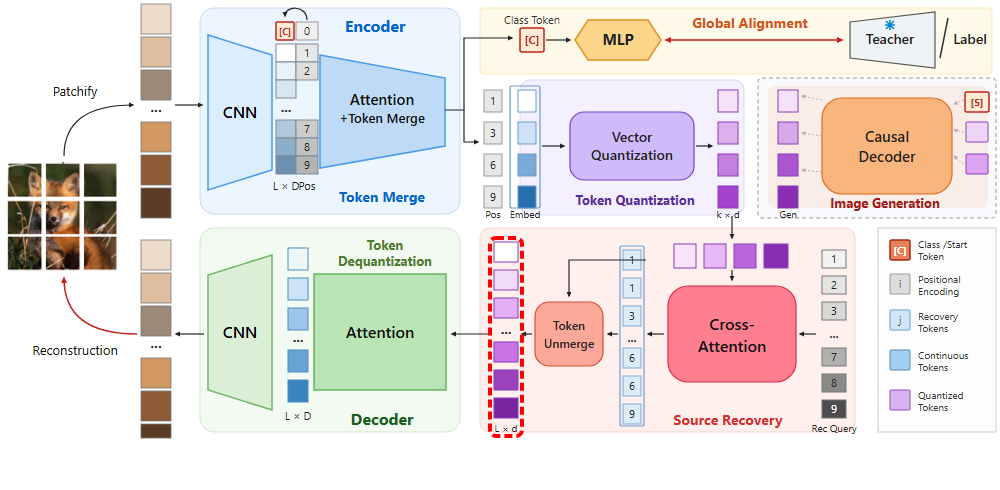 Patchify
...
Reconstruction
...
Encoder
[C]
0
1
2
...
7
8
9
CNN
Attention
+Token Merge
L × DPos
Token Merge
Class Token
[C]
MLP
Global Alignment
Teacher
Label
1
3
6
9
Pos
Embed
Vector
Quantization
Token Quantization
k × d
Gen
Causal
Decoder
[S]
Image Generation
Token
Dequantization
CNN
Attention
L × D
Decoder
...
L × d
Token
Unmerge
1
1
3
...
6
6
9
Cross-
Attention
1
2
3
...
7
8
9
Source Recovery
Rec Query
[C]
Class /Start
Token
i
Positional
Encoding
j
Recovery
Tokens
Continuous
Tokens
Quantized
Tokens